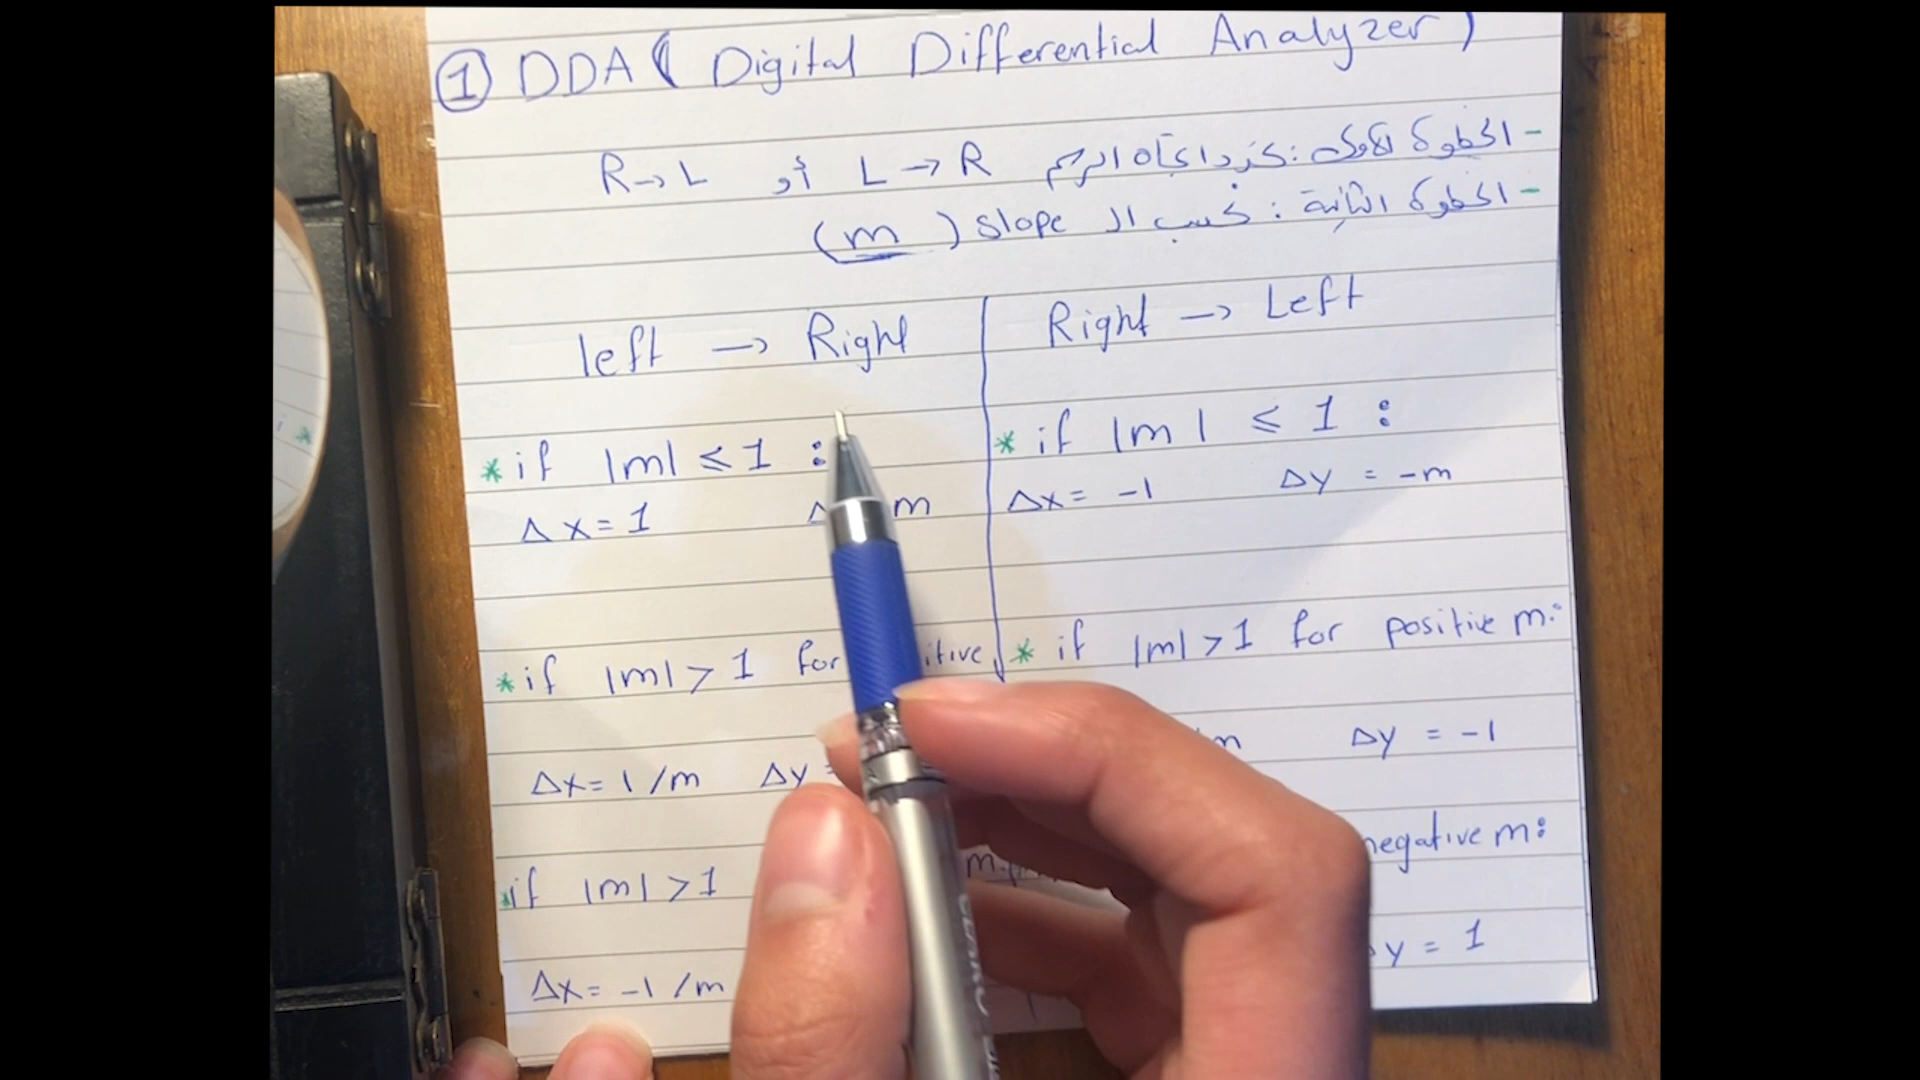 ① DDA ( Digital Differential Analyzer )
- الخطوة الأولى: نحدد اتجاه الرسم L → R أو R → L
- الخطوة الثانية: نحسب ال slope (m)
left → Right
* if |m| ≤ 1 :
Δx = 1 m
* if |m| > 1 for
Δx = 1/m Δy
* if |m| > 1
Δx = -1/m
Right → Left
* if |m| ≤ 1 :
Δx = -1 Δy = -m
* if |m| > 1 for positive m:
Δy = -1
negative m:
y = 1